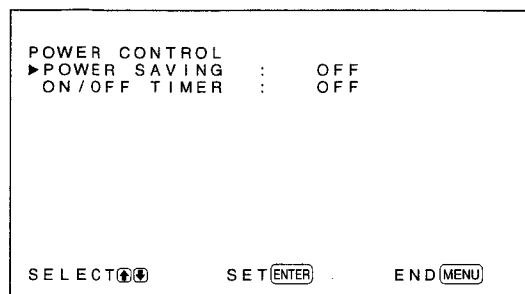 POWER CONTROL
▶POWER SAVING : OFF
ON/OFF TIMER : OFF
SELECT⬆⬇ SET ENTER END MENU